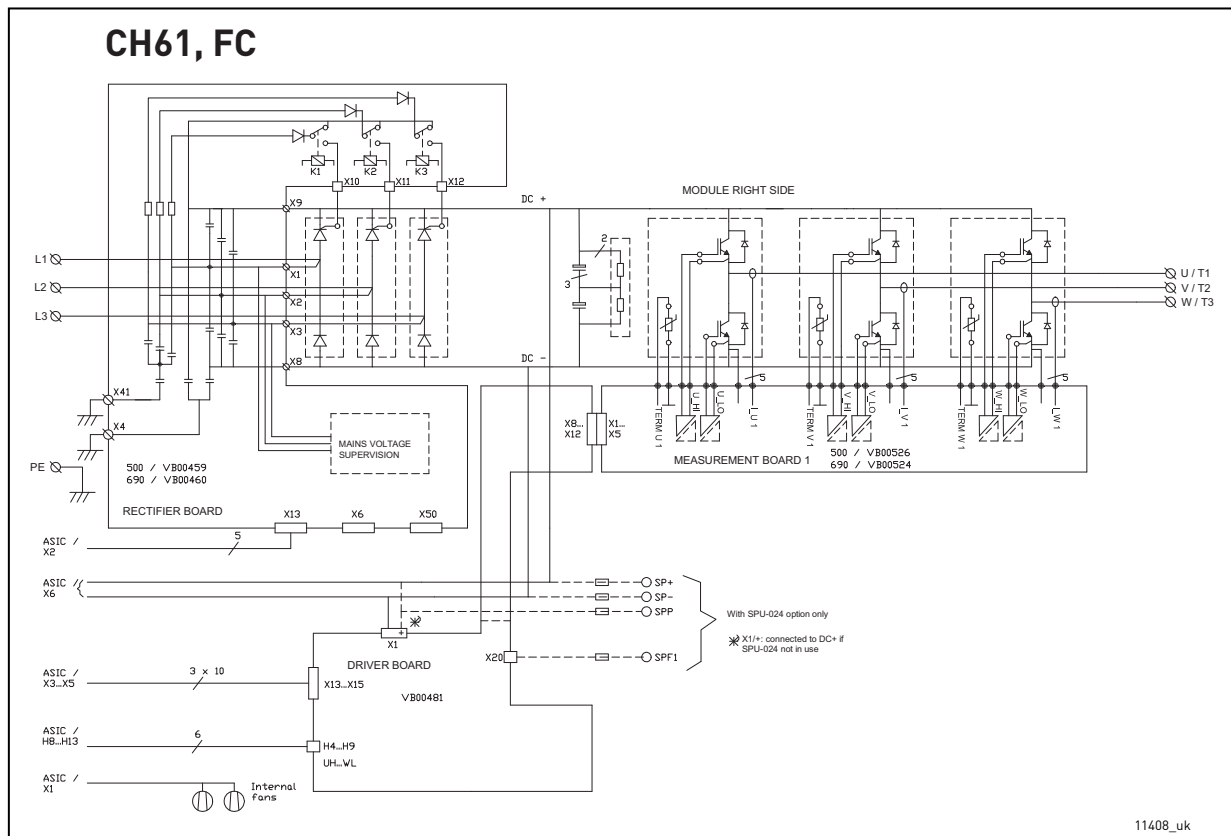 CH61, FC
K1
K2
K3
X10
X11
X12
X9
DC +
MODULE RIGHT SIDE
L1
L2
L3
X1
X2
X3
X8
2
3
DC -
U / T1
V / T2
W / T3
5
5
5
X41
X4
PE
MAINS VOLTAGE
SUPERVISION
500 / VB00459
690 / VB00460
RECTIFIER BOARD
X13
X6
X50
X8...
X12
X1...
X5
TERM U 1
U_HI
U_LO
I_U 1
TERM V 1
V_HI
V_LO
I_V 1
TERM W 1
W_HI
W_LO
I_W 1
MEASUREMENT BOARD 1
500 / VB00526
690 / VB00524
ASIC /
X2
5
ASIC /
X6
SP+
SP-
SPP
SPF1
With SPU-024 option only
X1/+: connected to DC+ if
SPU-024 not in use
+
X1
X20
DRIVER BOARD
VB00481
ASIC /
X3...X5
3 x 10
X13...X15
ASIC /
H8...H13
6
H4...H9
UH...WL
ASIC /
X1
Internal
fans
11408_uk